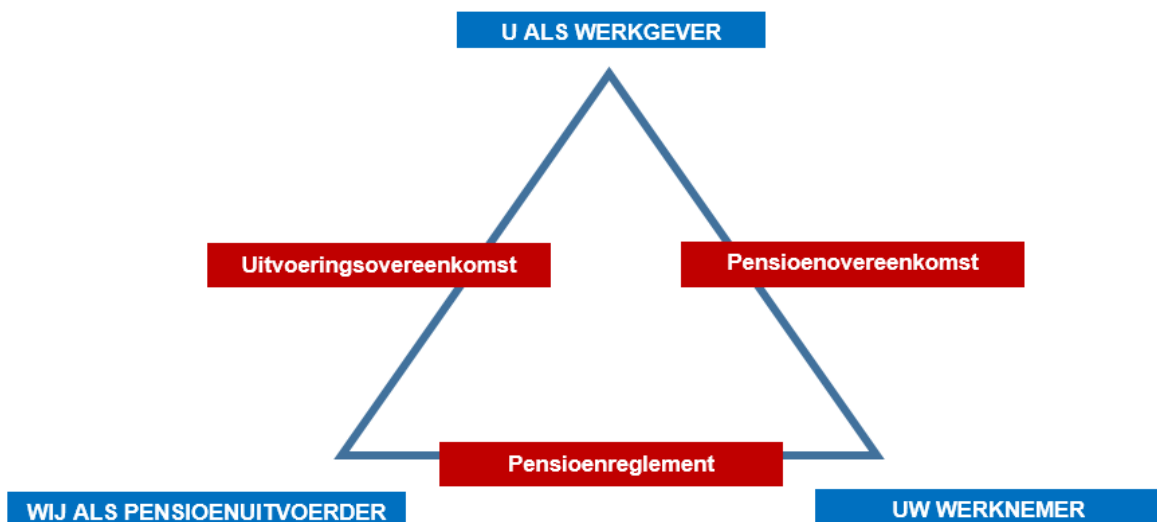 U ALS WERKGEVER
Uitvoeringsovereenkomst
Pensioenovereenkomst
Pensioenreglement
WIJ ALS PENSIOENUITVOERDER
UW WERKNEMER